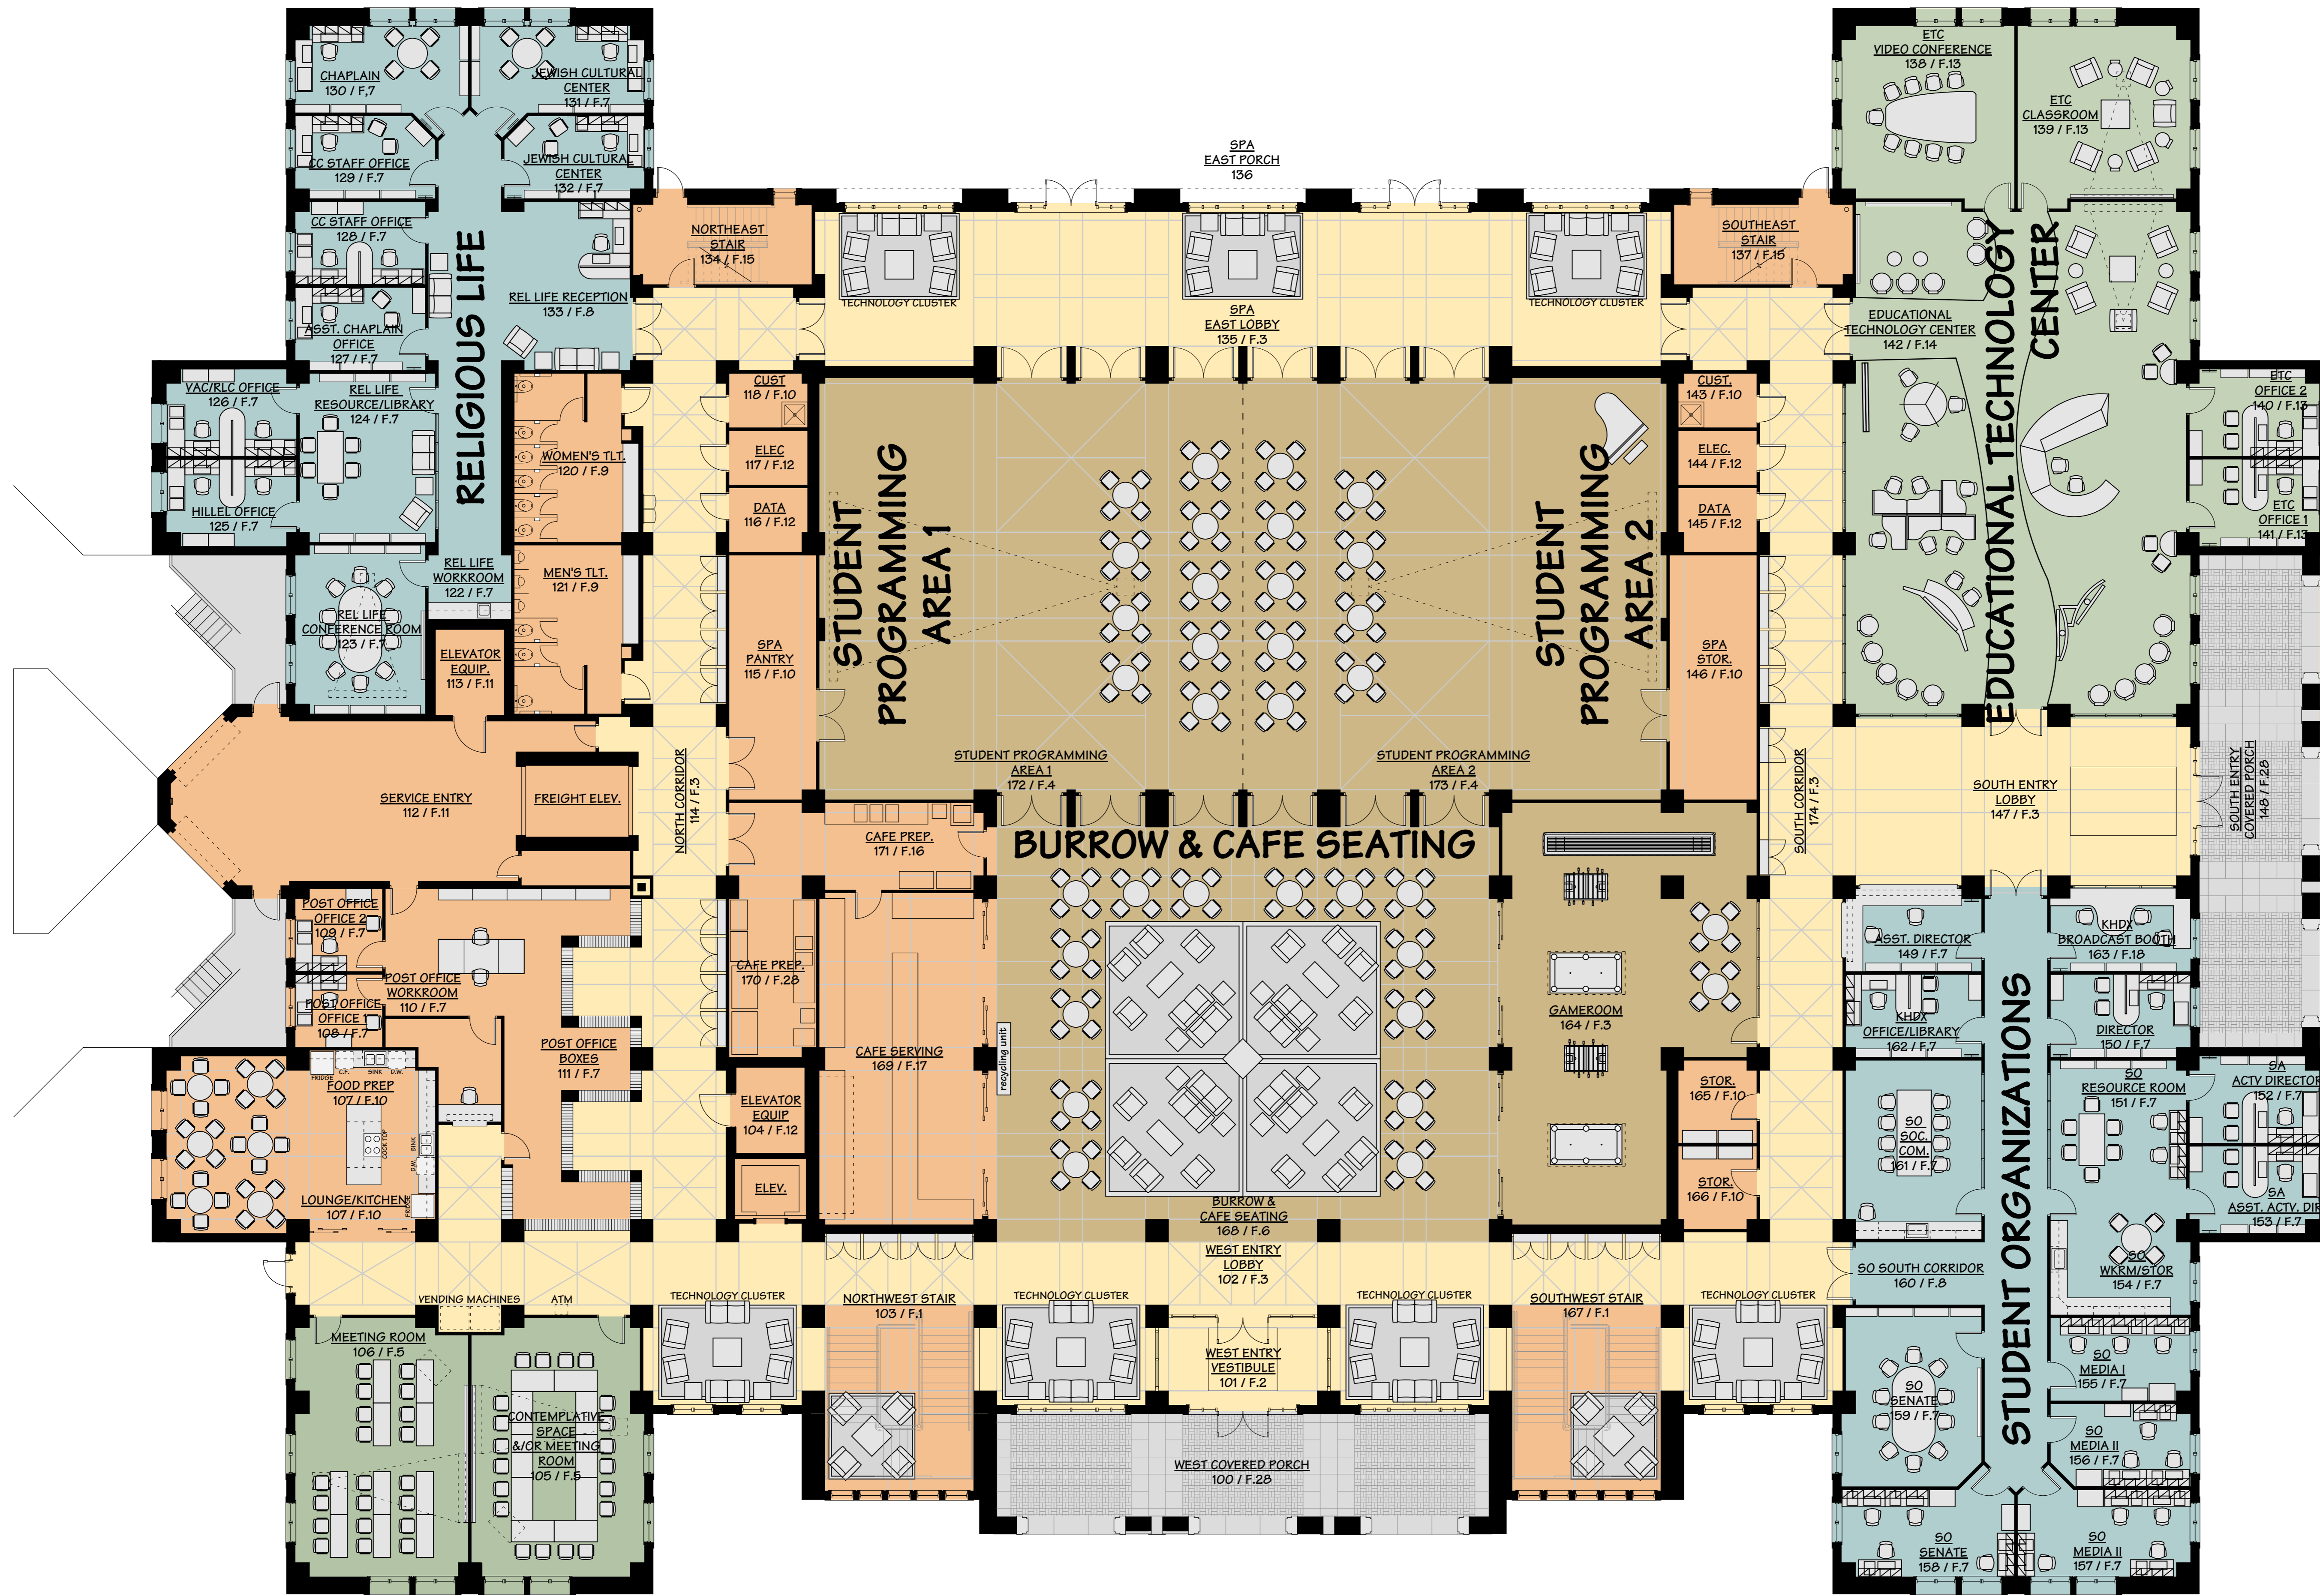 CHAPLAIN
130 / F,7
JEWISH CULTURAL
CENTER
131 / F.7
CC STAFF OFFICE
129 / F.7
JEWISH CULTURAL
CENTER
132 / F.7
CC STAFF OFFICE
128 / F.7
ASST. CHAPLAIN
OFFICE
127 / F.7
REL LIFE RECEPTION
133 / F.8
RELIGIOUS LIFE
VAC/RLC OFFICE
126 / F.7
REL LIFE
RESOURCE/LIBRARY
124 / F.7
HILLEL OFFICE
125 / F.7
REL LIFE
WORKROOM
122 / F.7
REL LIFE
CONFERENCE ROOM
123 / F.7
WOMEN'S TLT.
120 / F.9
MEN'S TLT.
121 / F.9
ELEVATOR
EQUIP.
113 / F.11
NORTHEAST
STAIR
134 / F.15
SPA
EAST PORCH
136
TECHNOLOGY CLUSTER
SPA
EAST LOBBY
135 / F.3
TECHNOLOGY CLUSTER
SOUTHEAST
STAIR
137 / F.15
CUST
118 / F.10
ELEC
117 / F.12
DATA
116 / F.12
SPA
PANTRY
115 / F.10
STUDENT
PROGRAMMING
AREA 1
STUDENT PROGRAMMING
AREA 1
172 / F.4
STUDENT
PROGRAMMING
AREA 2
STUDENT PROGRAMMING
AREA 2
173 / F.4
CUST.
143 / F.10
ELEC.
144 / F.12
DATA
145 / F.12
SPA
STOR.
146 / F.10
ETC
VIDEO CONFERENCE
138 / F.13
ETC
CLASSROOM
139 / F.13
EDUCATIONAL
TECHNOLOGY CENTER
142 / F.14
EDUCATIONAL TECHNOLOGY
CENTER
ETC
OFFICE 2
140 / F.13
ETC
OFFICE 1
141 / F.13
SERVICE ENTRY
112 / F.11
FREIGHT ELEV.
NORTH CORRIDOR
114 / F.3
SOUTH CORRIDOR
174 / F.3
SOUTH ENTRY
LOBBY
147 / F.3
SOUTH ENTRY
COVERED PORCH
148 / F.28
POST OFFICE
OFFICE 2
109 / F.7
POST OFFICE
WORKROOM
110 / F.7
POST OFFICE
OFFICE 1
108 / F.7
POST OFFICE
BOXES
111 / F.7
CAFE PREP.
171 / F.16
CAFE PREP.
170 / F.28
CAFE SERVING
169 / F.17
BURROW & CAFE SEATING
recycling unit
BURROW &
CAFE SEATING
168 / F.6
GAMEROOM
164 / F.3
STOR.
165 / F.10
STOR.
166 / F.10
ELEVATOR
EQUIP
104 / F.12
ELEV.
FRIDGE
C.F.
SINK
D.W.
FOOD PREP
107 / F.10
COOK TOP
SINK
D.W.
FRIDGE
LOUNGE/KITCHEN
107 / F.10
ASST. DIRECTOR
149 / F.7
KHDX
BROADCAST BOOTH
163 / F.18
KHDX
OFFICE/LIBRARY
162 / F.7
DIRECTOR
150 / F.7
SO
SOC.
COM.
161 / F.7
SO
RESOURCE ROOM
151 / F.7
SA
ACTV DIRECTOR
152 / F.7
SA
ASST. ACTV. DIR
153 / F.7
STUDENT ORGANIZATIONS
SO
WKRM/STOR
154 / F.7
SO SOUTH CORRIDOR
160 / F.8
SO
SENATE
159 / F.7
SO
MEDIA I
155 / F.7
SO
MEDIA II
156 / F.7
SO
SENATE
158 / F.7
SO
MEDIA II
157 / F.7
VENDING MACHINES
ATM
MEETING ROOM
106 / F.5
CONTEMPLATIVE
SPACE
&/OR MEETING
ROOM
105 / F.5
TECHNOLOGY CLUSTER
NORTHWEST STAIR
103 / F.1
TECHNOLOGY CLUSTER
WEST ENTRY
LOBBY
102 / F.3
WEST ENTRY
VESTIBULE
101 / F.2
TECHNOLOGY CLUSTER
SOUTHWEST STAIR
167 / F.1
TECHNOLOGY CLUSTER
WEST COVERED PORCH
100 / F.28